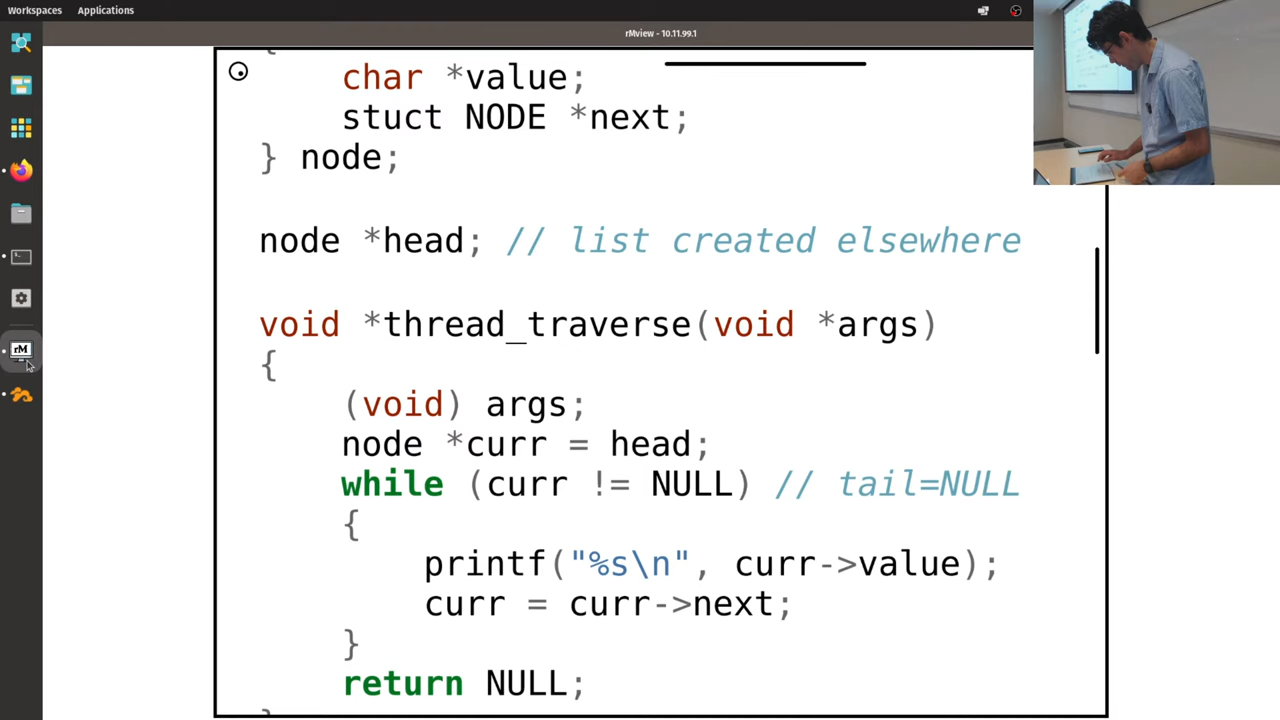 Workspaces Applications
rMview - 10.11.99.1
{
char *value;
stuct NODE *next;
} node;
node *head; // list created elsewhere
void *thread_traverse(void *args)
{
(void) args;
node *curr = head;
while (curr != NULL) // tail=NULL
{
printf("%s\n", curr->value);
curr = curr->next;
}
return NULL;
rM